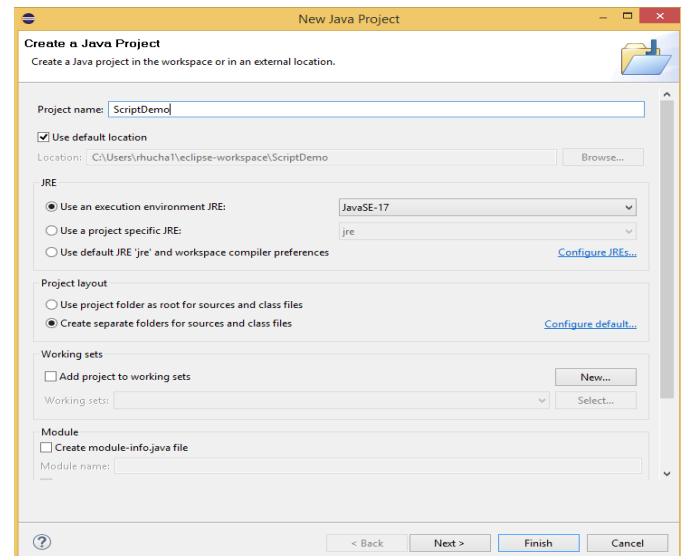 New Java Project
Create a Java Project
Create a Java project in the workspace or in an external location.
Project name: ScriptDemo
Use default location
Location: C:\Users\rhucha1\eclipse-workspace\ScriptDemo Browse...
JRE
Use an execution environment JRE: JavaSE-17
Use a project specific JRE: jre
Use default JRE 'jre' and workspace compiler preferences Configure JREs...
Project layout
Use project folder as root for sources and class files
Create separate folders for sources and class files Configure default...
Working sets
Add project to working sets New...
Working sets: Select...
Module
Create module-info.java file
Module name:
? < Back Next > Finish Cancel